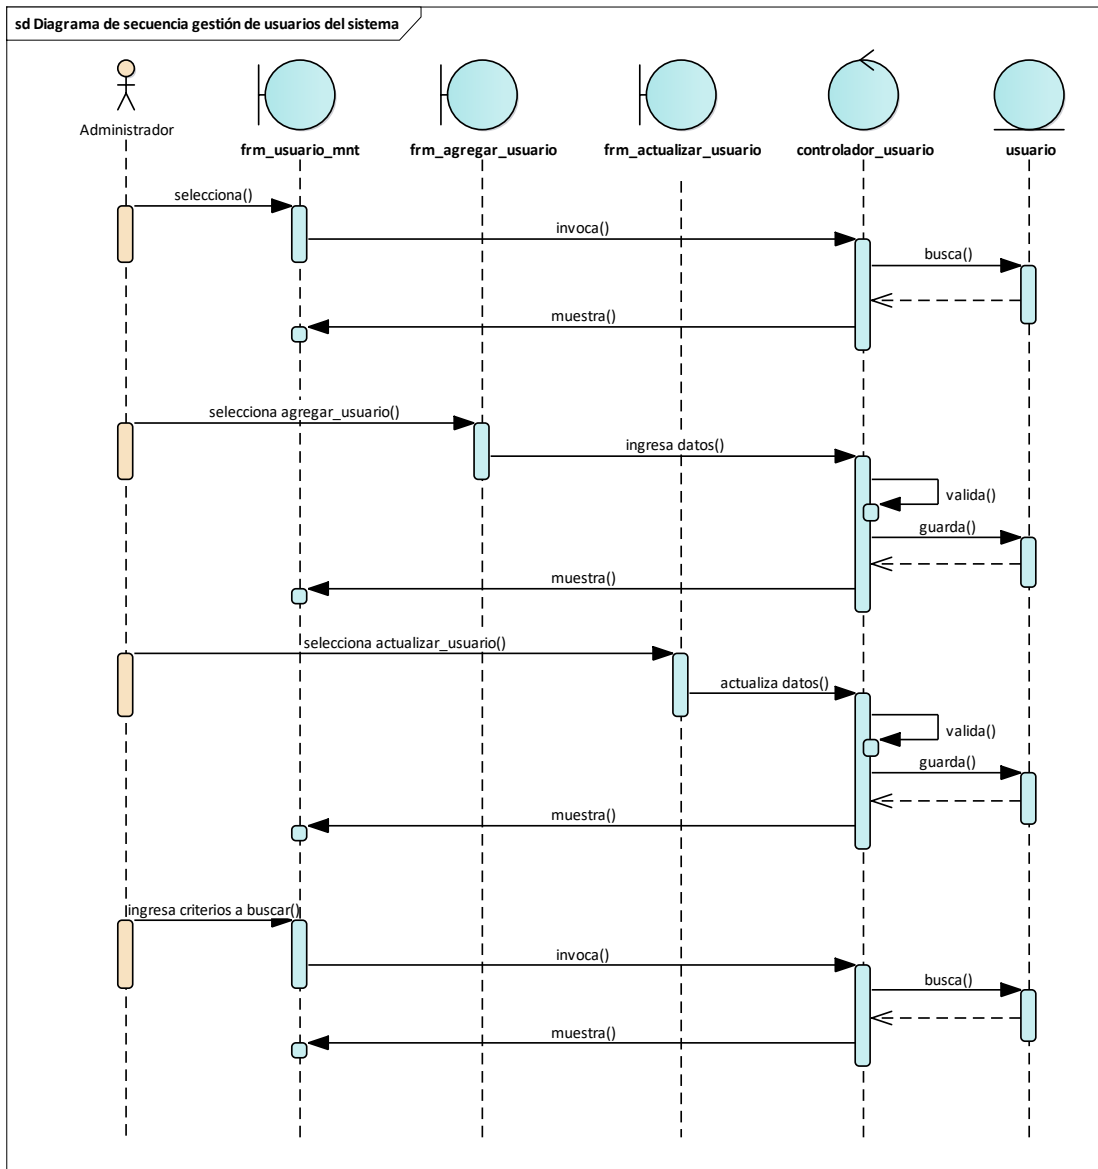 sd Diagrama de secuencia gestión de usuarios del sistema
Administrador
frm_usuario_mnt
frm_agregar_usuario
frm_actualizar_usuario
controlador_usuario
usuario
selecciona()
invoca()
busca()
muestra()
selecciona agregar_usuario()
ingresa datos()
valida()
guarda()
muestra()
selecciona actualizar_usuario()
actualiza datos()
valida()
guarda()
muestra()
ingresa criterios a buscar()
invoca()
busca()
muestra()